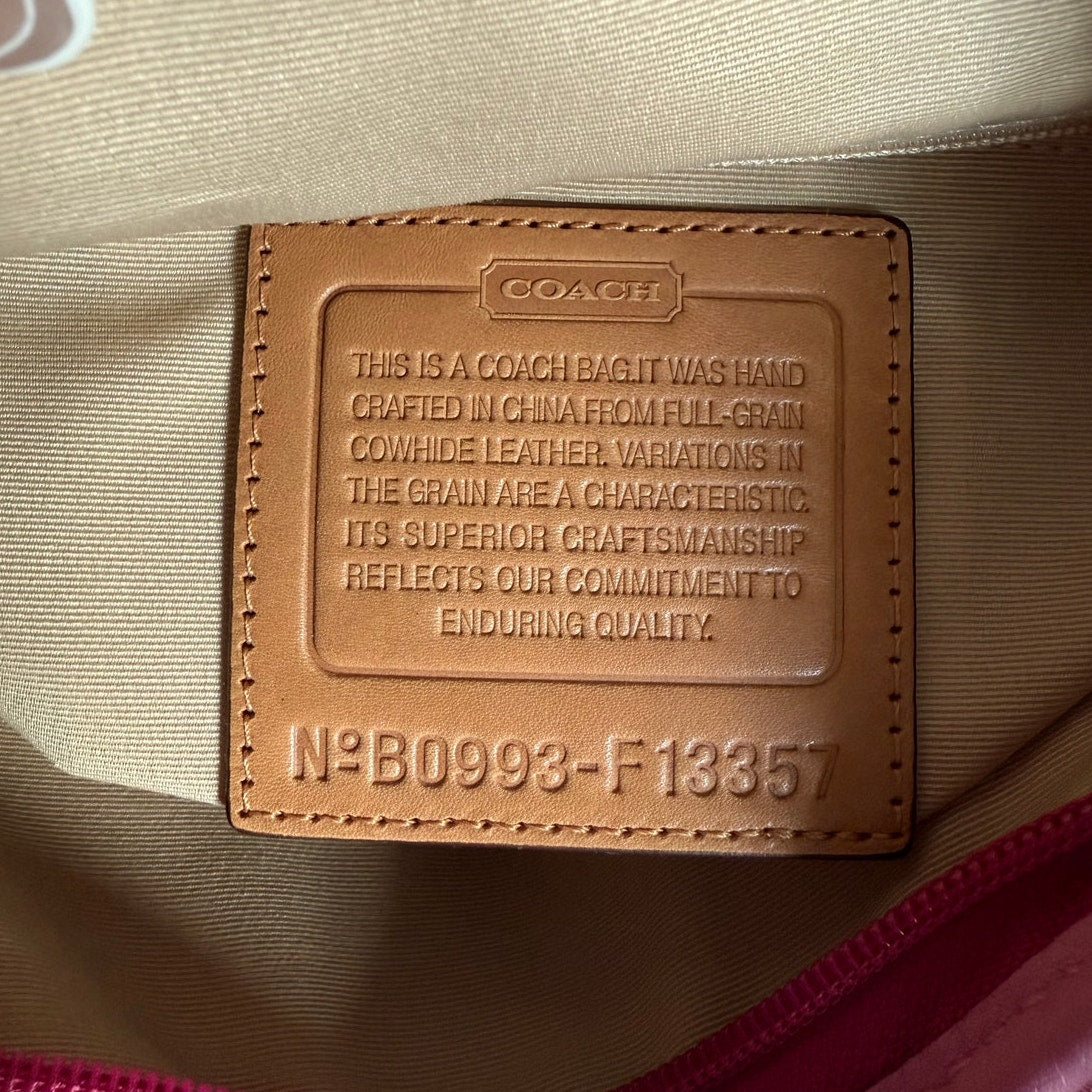 COACH
THIS IS A COACH BAG.IT WAS HAND
CRAFTED IN CHINA FROM FULL-GRAIN
COWHIDE LEATHER. VARIATIONS IN
THE GRAIN ARE A CHARACTERISTIC.
ITS SUPERIOR CRAFTSMANSHIP
REFLECTS OUR COMMITMENT TO
ENDURING QUALITY.
NºB0993-F13357